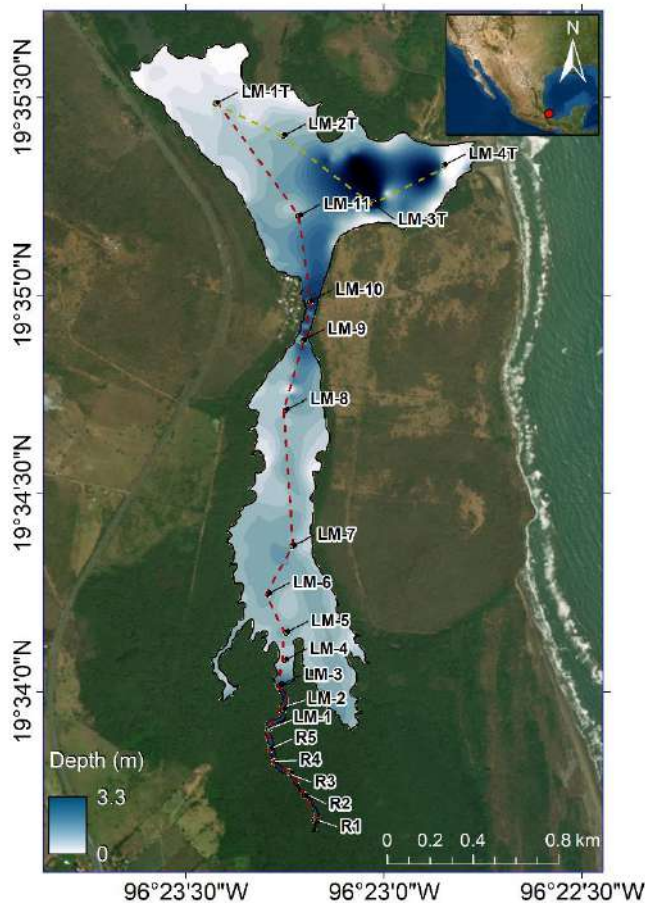 N
19°35'30"N
LM-1T
LM-2T
LM-4T
LM-11
LM-3T
19°35'0"N
LM-10
LM-9
LM-8
19°34'30"N
LM-7
LM-6
LM-5
LM-4
19°34'0"N
LM-3
LM-2
LM-1
R5
R4
R3
R2
R1
Depth (m)
3.3
0
0 0.2 0.4 0.8 km
96°23'30"W 96°23'0"W 96°22'30"W